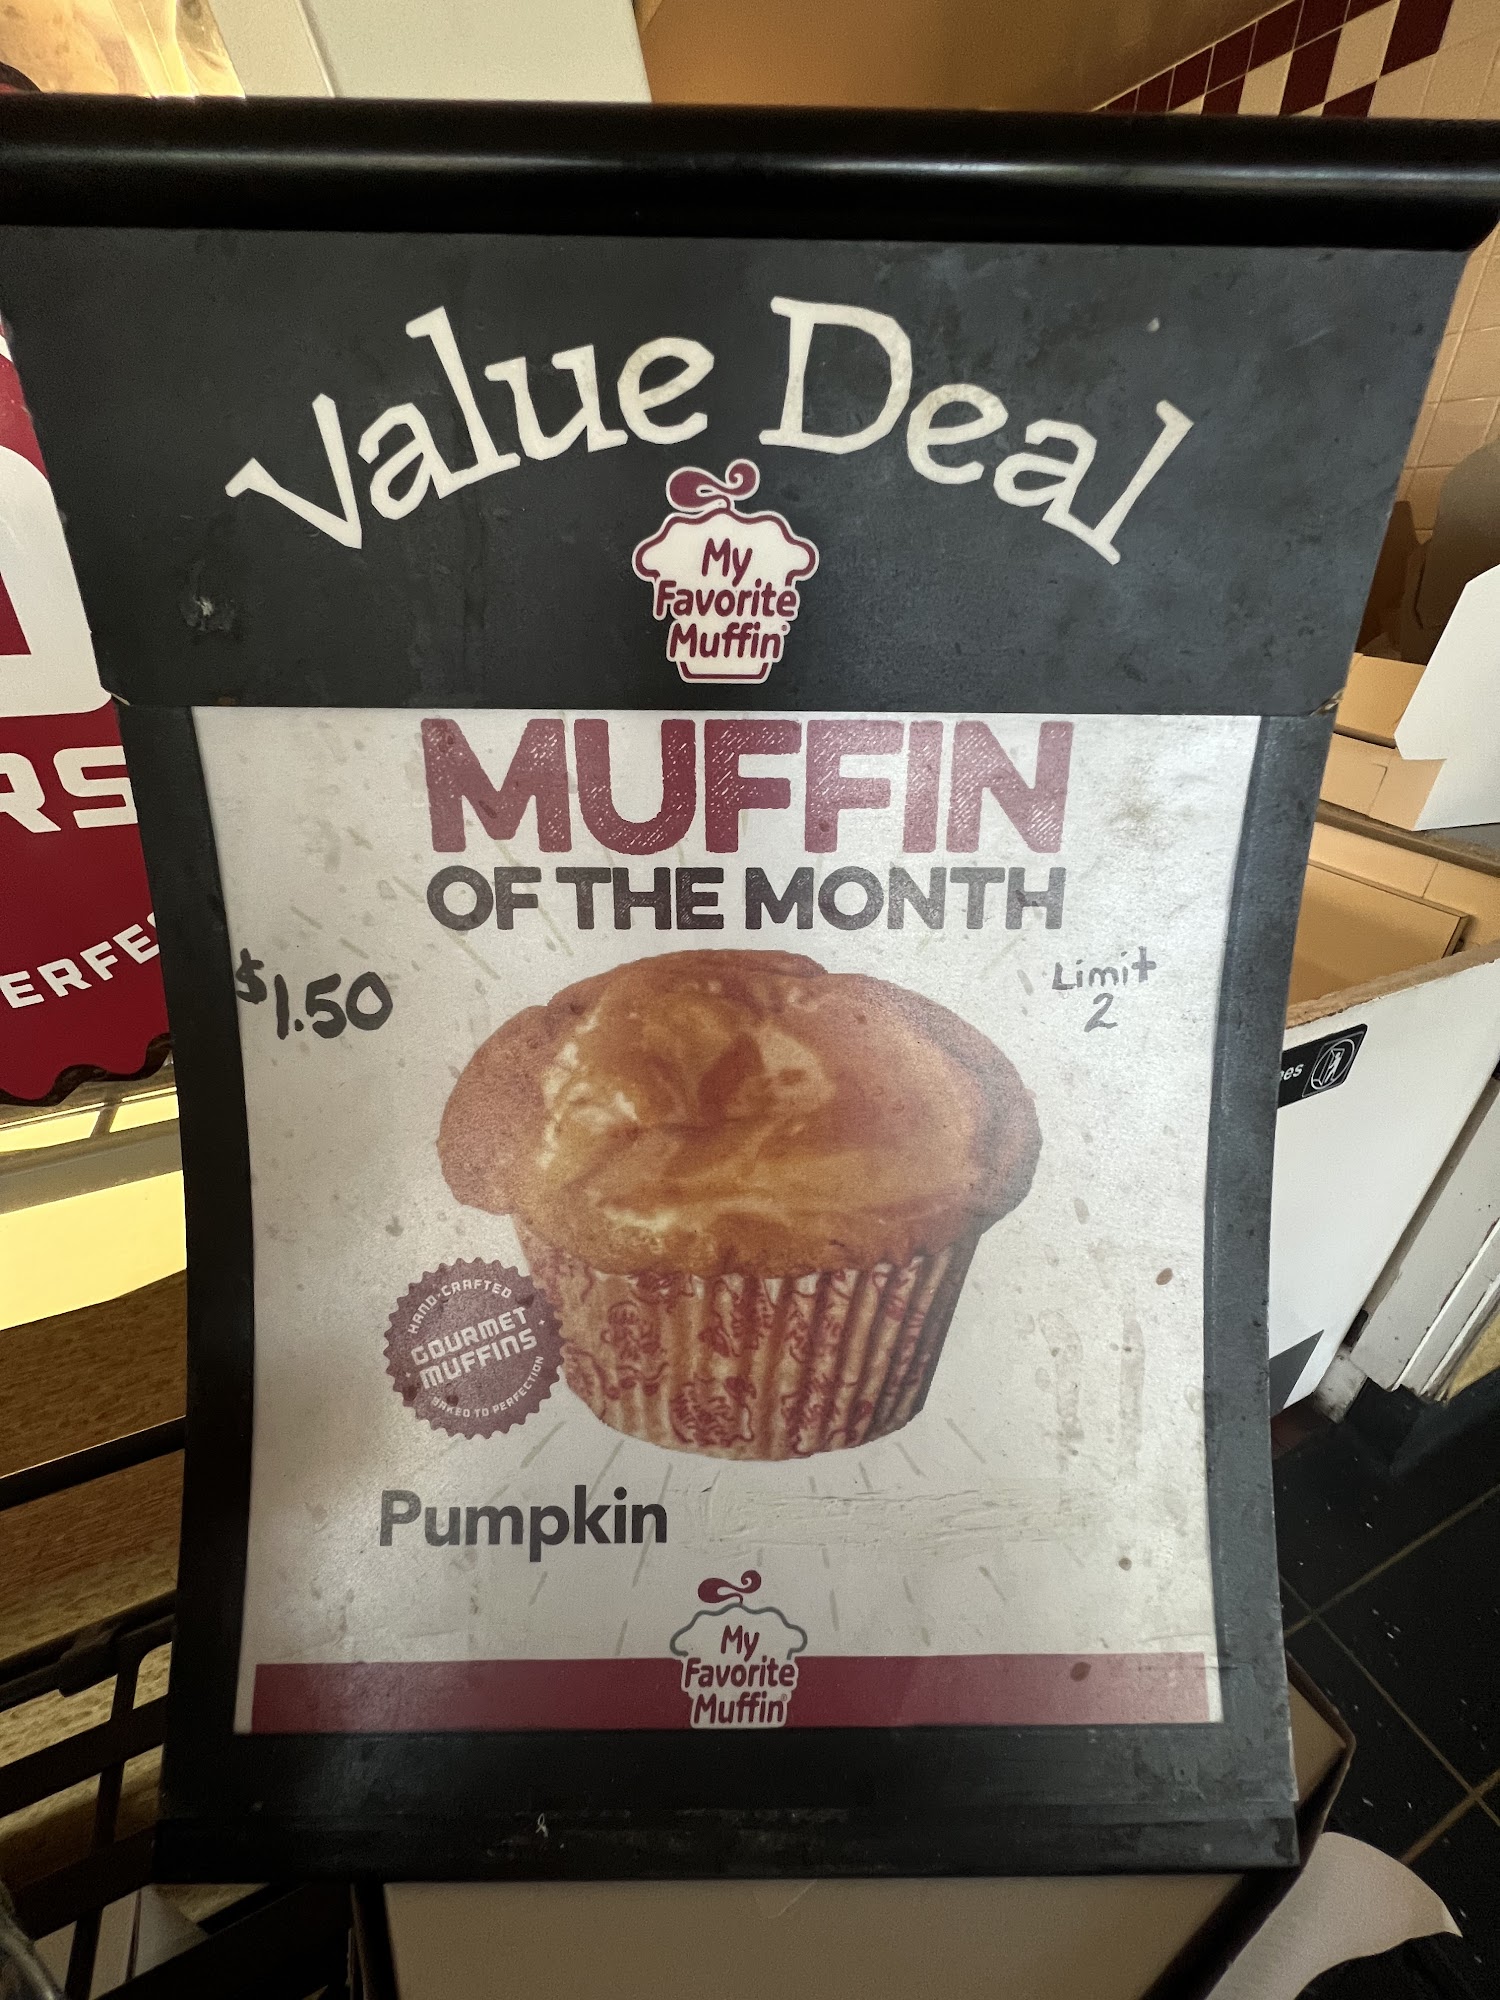 Value Deal
My
Favorite
Muffin
MUFFIN
OF THE MONTH
$1.50
Limit
2
HAND-CRAFTED
GOURMET
MUFFINS
BAKED TO PERFECTION
Pumpkin
My
Favorite
Muffin